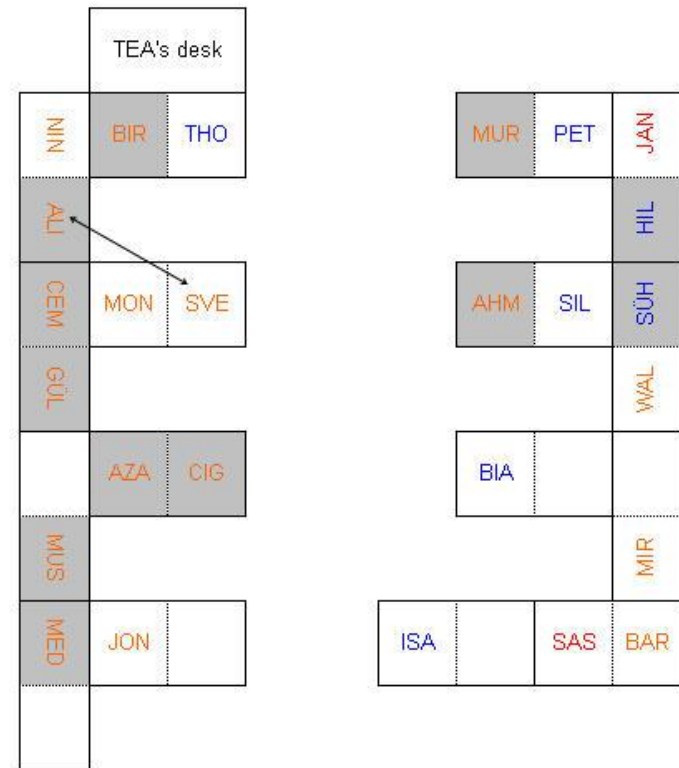 TEA's desk
NIN BIR THO MUR PET JAN
ALI HIL
CEM MON SVE AHM SIL SÜH
GÜL WAL
AZA CIG BIA
MUS MIR
MED JON ISA SAS BAR